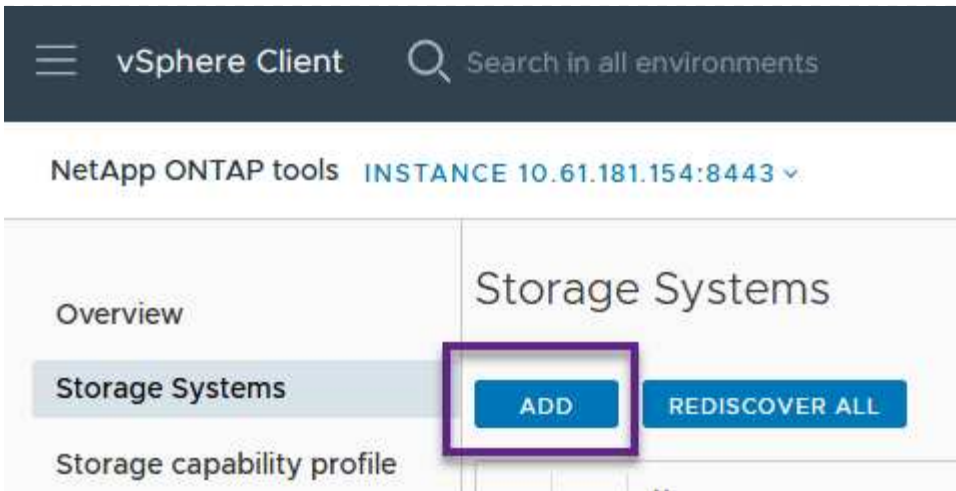 vSphere Client Search in all environments
NetApp ONTAP tools INSTANCE 10.61.181.154:8443
Overview
Storage Systems
Storage capability profile
Storage Systems
ADD REDISCOVER ALL